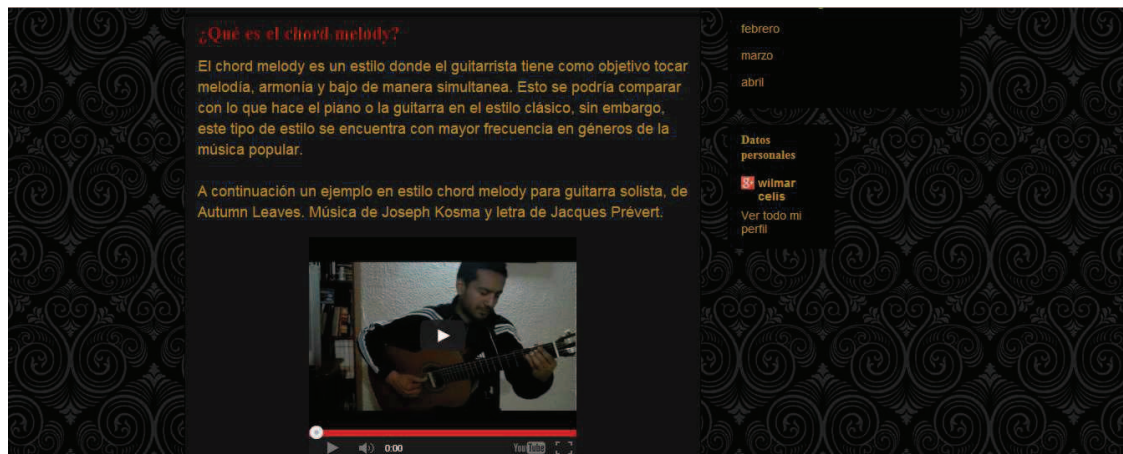 ¿Qué es el chord melody?
El chord melody es un estilo donde el guitarrista tiene como objetivo tocar
melodía, armonía y bajo de manera simultanea. Esto se podría comparar
con lo que hace el piano o la guitarra en el estilo clásico, sin embargo,
este tipo de estilo se encuentra con mayor frecuencia en géneros de la
música popular.
A continuación un ejemplo en estilo chord melody para guitarra solista, de
Autumn Leaves. Música de Joseph Kosma y letra de Jacques Prévert.
0:00
YouTube
febrero
marzo
abril
Datos
personales
g+ wilmar
celis
Ver todo mi
perfil